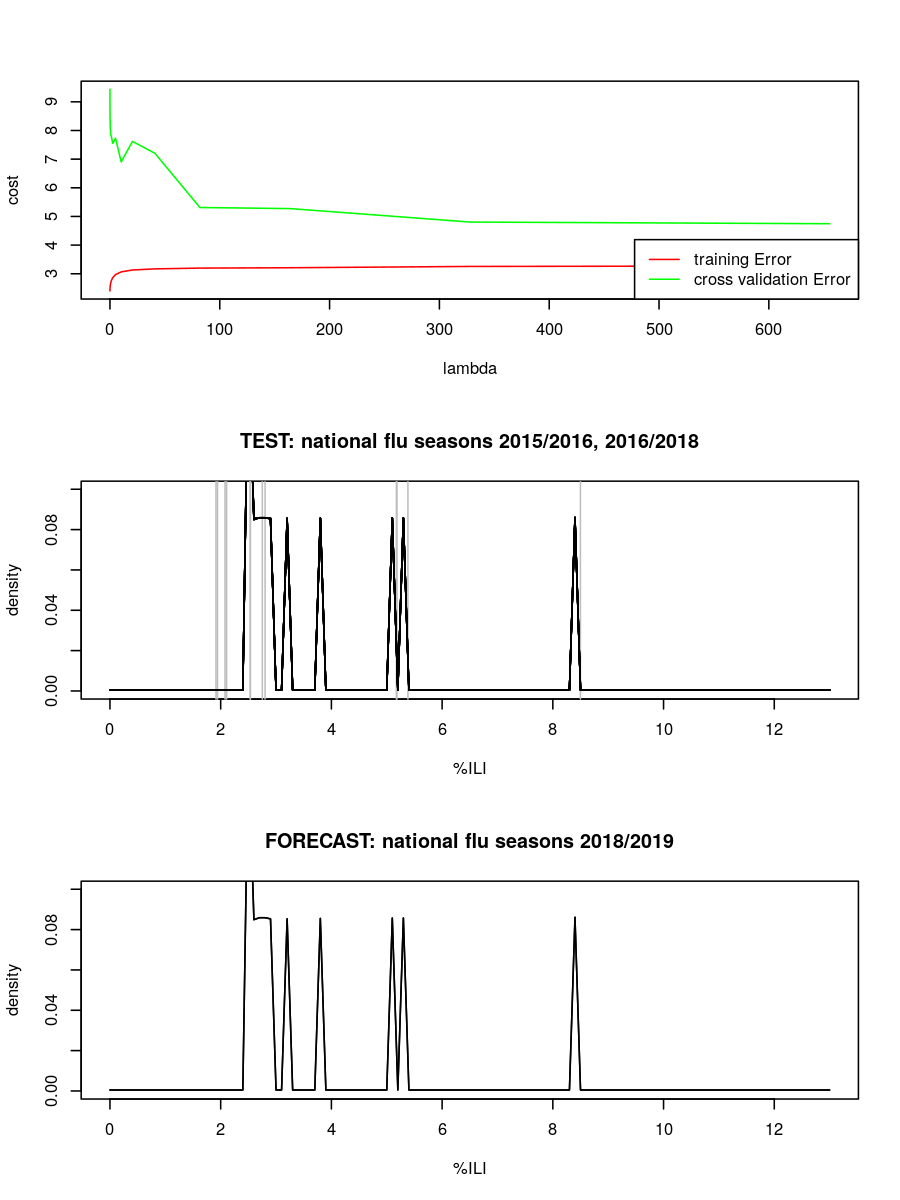 cost
9
8
7
6
5
4
3
training Error
cross validation Error
0 100 200 300 400 500 600
lambda
TEST: national flu seasons 2015/2016, 2016/2018
density
0.08
0.04
0.00
0 2 4 6 8 10 12
%ILI
FORECAST: national flu seasons 2018/2019
density
0.08
0.04
0.00
0 2 4 6 8 10 12
%ILI